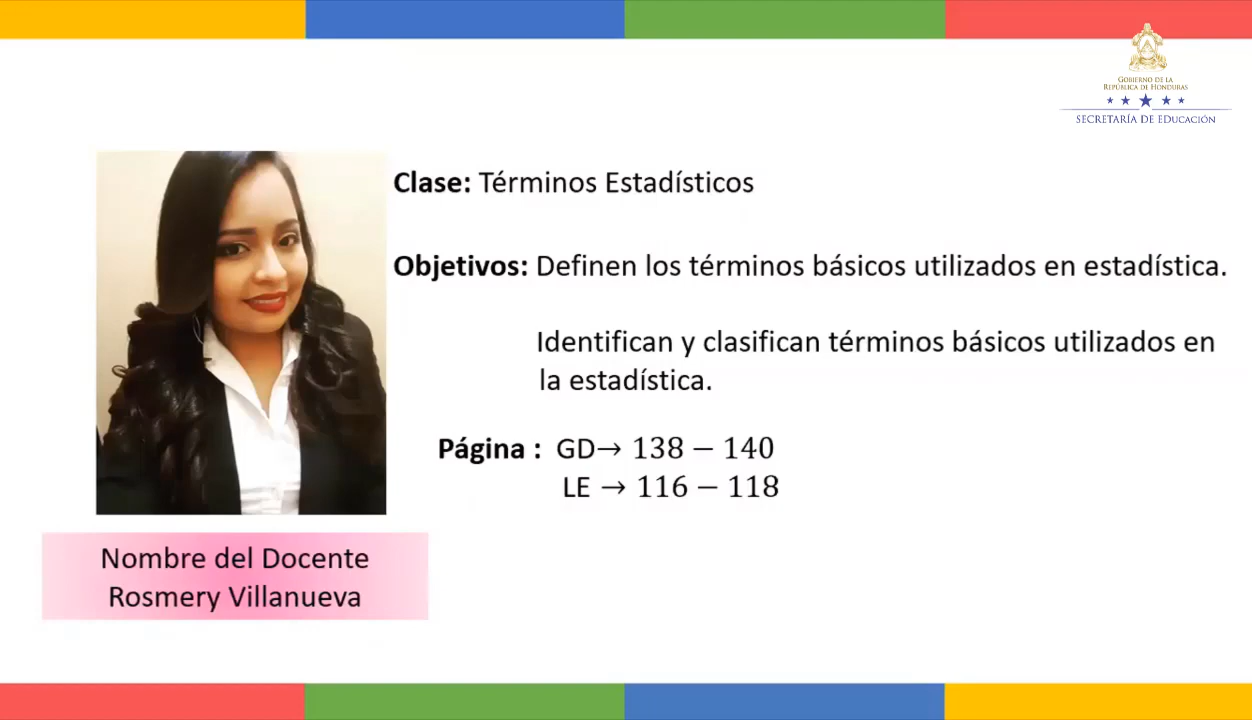 GOBIERNO DE LA
REPÚBLICA DE HONDURAS
SECRETARÍA DE EDUCACIÓN
Clase: Términos Estadísticos
Objetivos: Definen los términos básicos utilizados en estadística.
Identifican y clasifican términos básicos utilizados en
la estadística.
Página : GD→ 138 − 140
LE → 116 − 118
Nombre del Docente
Rosmery Villanueva